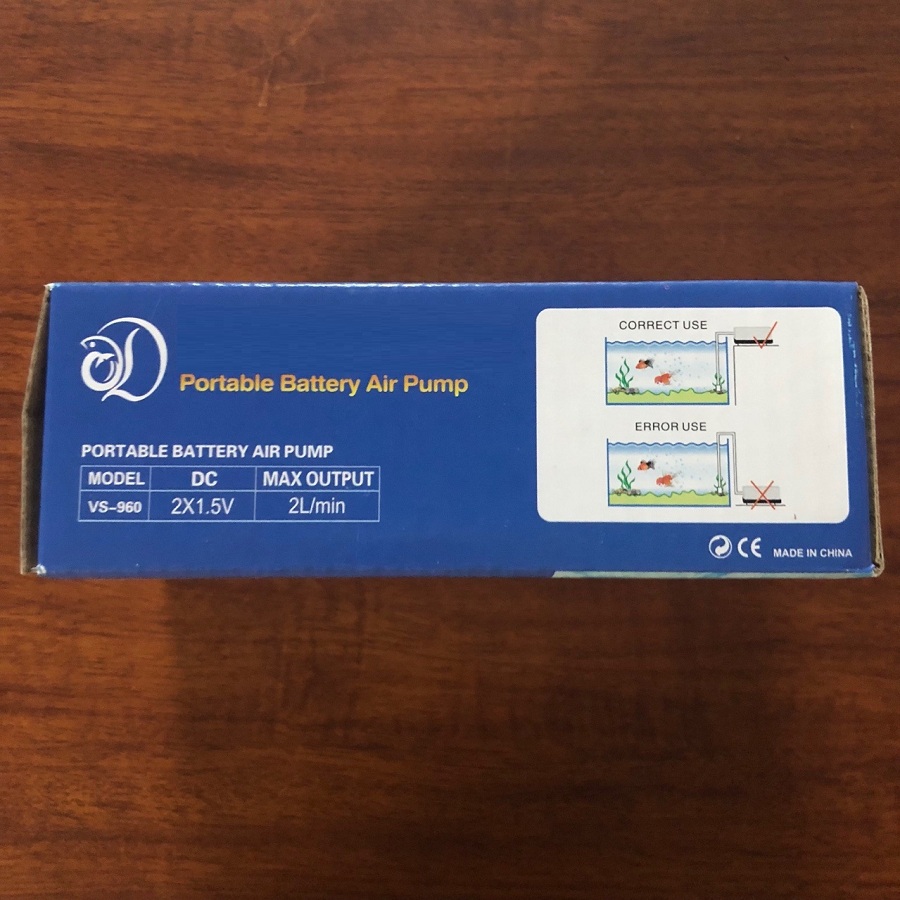 Portable Battery Air Pump
PORTABLE BATTERY AIR PUMP
MODEL DC MAX OUTPUT
VS-960 2X1.5V 2L/min
CORRECT USE
ERROR USE
CE MADE IN CHINA